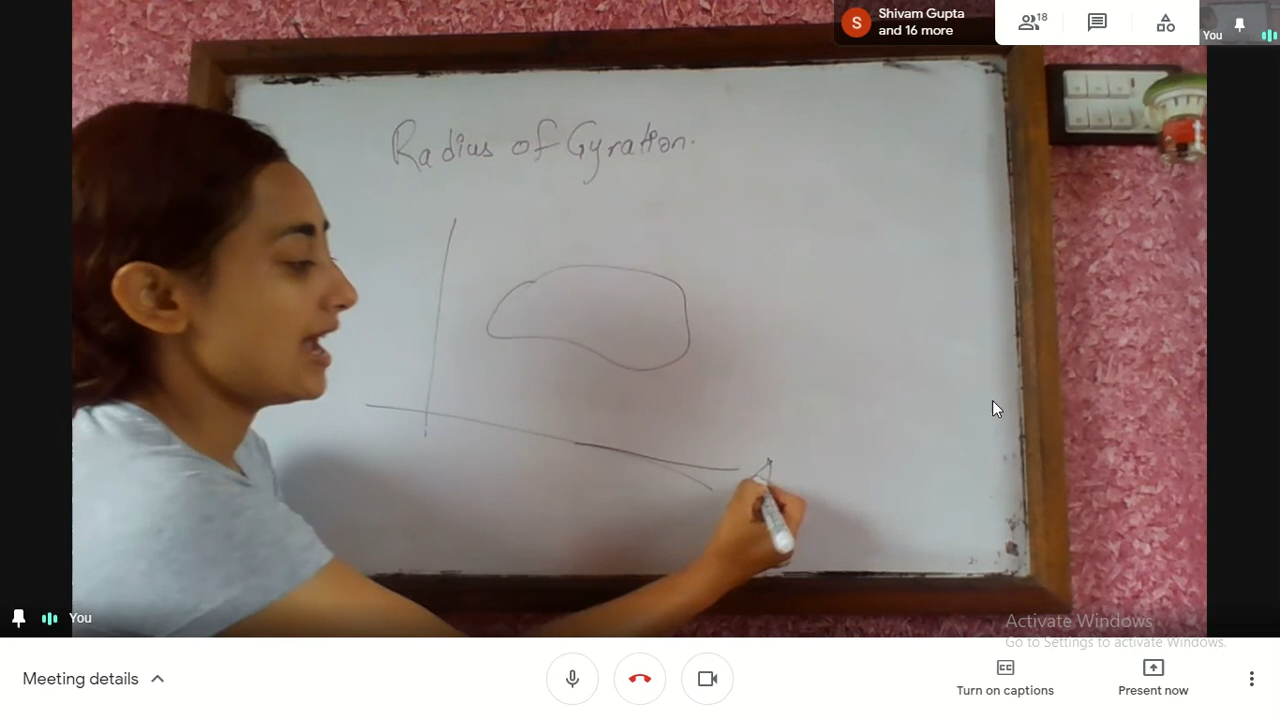 Shivam Gupta
and 16 more
S
18
You
Radius of Gyration.
You
Activate Windows
Go to Settings to activate Windows.
Meeting details
CC
Turn on captions
Present now